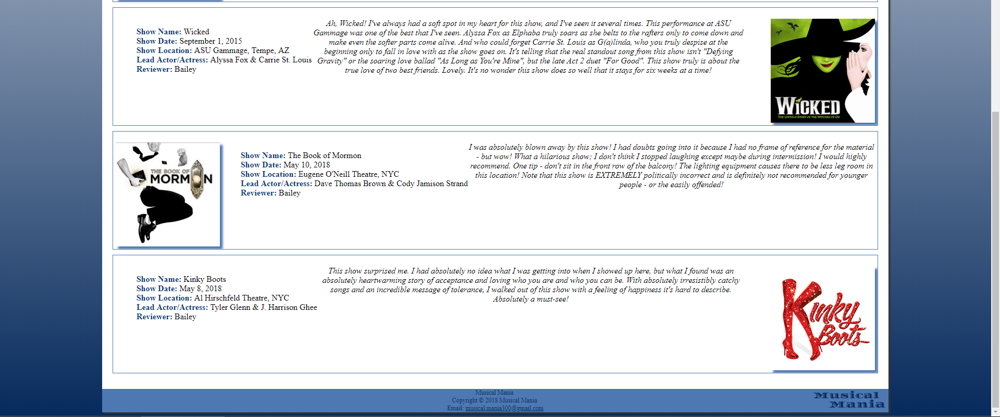 Show Name: Wicked
Show Date: September 1, 2015
Show Location: ASU Gammage, Tempe, AZ
Lead Actor/Actress: Alyssa Fox & Carrie St. Louis
Reviewer: Bailey
Ah, Wicked! I've always had a soft spot in my heart for this show, and I've seen it several times. This performance at ASU
Gammage was one of the best that I've seen. Alyssa Fox as Elphaba truly soars as she belts to the rafters only to come down and
make even the softer parts come alive. And who could forget Carrie St. Louis as G(a)linda, who you truly despise at the
beginning only to fall in love with as the show goes on. It's telling that the real standout song from this show isn't "Defying
Gravity" or the soaring love ballad "As Long as You're Mine", but the late Act 2 duet "For Good". This show truly is about the
true love of two best friends. Lovely. It's no wonder this show does so well that it stays for six weeks at a time!
WICKED
THE UNTOLD STORY OF THE WITCHES OF OZ
THE BOOK OF
MORMON
Show Name: The Book of Mormon
Show Date: May 10, 2018
Show Location: Eugene O'Neill Theatre, NYC
Lead Actor/Actress: Dave Thomas Brown & Cody Jamison Strand
Reviewer: Bailey
I was absolutely blown away by this show! I had doubts going into it because I had no frame of reference for the material
- but wow! What a hilarious show; I don't think I stopped laughing except maybe during intermission! I would highly
recommend. One tip - don't sit in the front row of the balcony! The lighting equipment causes there to be less leg room in
this location! Note that this show is EXTREMELY politically incorrect and is definitely not recommended for younger
people - or the easily offended!
Show Name: Kinky Boots
Show Date: May 8, 2018
Show Location: Al Hirschfeld Theatre, NYC
Lead Actor/Actress: Tyler Glenn & J. Harrison Ghee
Reviewer: Bailey
This show surprised me. I had absolutely no idea what I was getting into when I showed up here, but what I found was an
absolutely heartwarming story of acceptance and loving who you are and who you can be. With absolutely irresistibly catchy
songs and an incredible message of tolerance, I walked out of this show with a feeling of happiness it's hard to describe.
Absolutely a must-see!
Kinky
Boots
Musical Mania
Copyright © 2018 Musical Mania
Email: musical.mania300@gmail.com
Musical
Mania